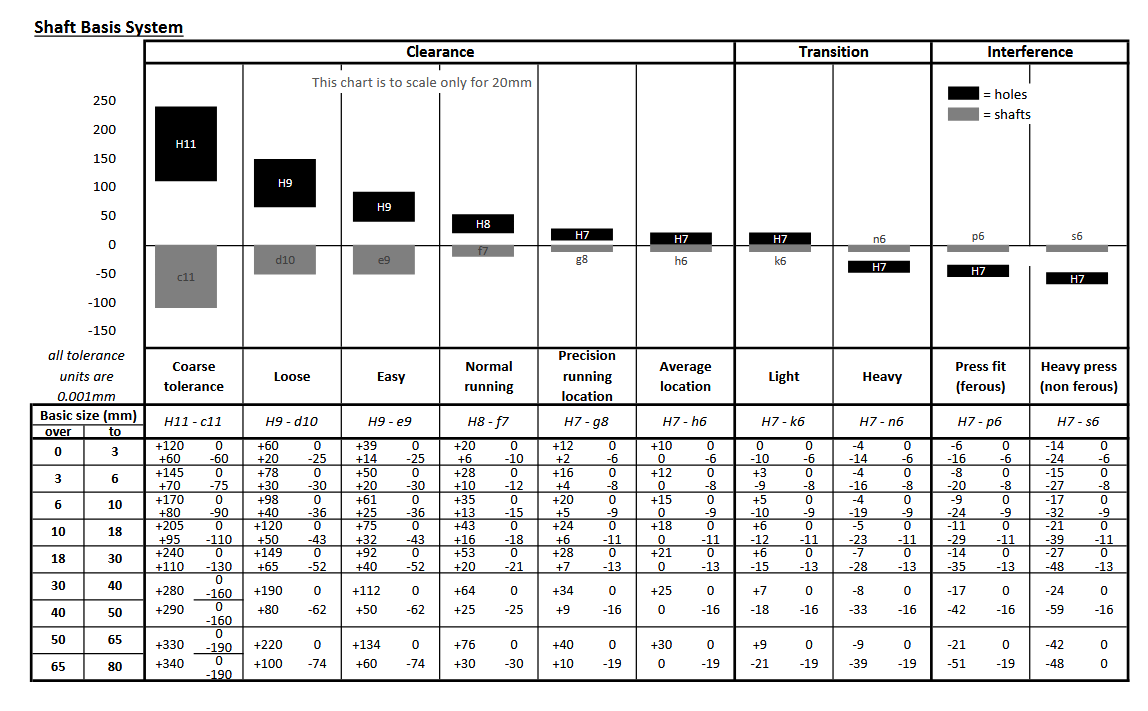 Shaft Basis System
Clearance Transition Interference
This chart is to scale only for 20mm
= holes
= shafts
250
200
150
100
50
0
-50
-100
-150
H11 H9 H9 H8 H7 H7 H7 n6 p6 s6
c11 d10 e9 f7 g8 h6 k6 H7 H7 H7
all tolerance
units are
0.001mm
Coarse tolerance Loose Easy Normal running Precision running location Average location Light Heavy Press fit (ferous) Heavy press (non ferous)
Basic size (mm) H11 - c11 H9 - d10 H9 - e9 H8 - f7 H7 - g8 H7 - h6 H7 - k6 H7 - n6 H7 - p6 H7 - s6
over to
0 3 +120 +60 0 +39 0 +20 0 +12 0 +10 0 0 -4 0 -6 0 -14 0
+60 -60 +20 -25 +14 -25 +6 -10 +2 -6 0 -6 -10 -6 -14 -6 -16 -6 -24 -6
3 6 +145 +78 0 +50 0 +28 0 +16 0 +12 0 +3 0 -4 0 -8 0 -15 0
+70 -75 +30 -30 +20 -30 +10 -12 +4 -8 0 -8 -9 -8 -16 -8 -20 -8 -27 -8
6 10 +170 +98 0 +61 0 +35 0 +20 0 +15 0 +5 0 -4 0 -9 0 -17 0
+80 -90 +40 -36 +25 -36 +13 -15 +5 -9 0 -9 -10 -9 -19 -9 -24 -9 -32 -9
10 18 +205 +120 0 +75 0 +43 0 +24 0 +18 0 +6 0 -5 0 -11 0 -21 0
+95 -110 +50 -43 +32 -43 +16 -18 +6 -11 0 -11 -12 -11 -23 -11 -29 -11 -39 -11
18 30 +240 +149 0 +92 0 +53 0 +28 0 +21 0 +6 0 -7 0 -14 0 -27 0
+110 -130 +65 -52 +40 -52 +20 -21 +7 -13 0 -13 -15 -13 -28 -13 -35 -13 -48 -13
30 40 +280 0 -160 +190 0 +112 0 +64 0 +34 0 +25 0 +7 0 -8 0 -17 0 -24 0
40 50 +290 0 -160 +80 -62 +50 -62 +25 -25 +9 -16 0 -16 -18 -16 -33 -16 -42 -16 -59 -16
50 65 +330 0 -190 +220 0 +134 0 +76 0 +40 0 +30 0 +9 0 -9 0 -21 0 -42 0
65 80 +340 0 -190 +100 -74 +60 -74 +30 -30 +10 -19 0 -19 -21 -19 -39 -19 -51 -19 -48 0